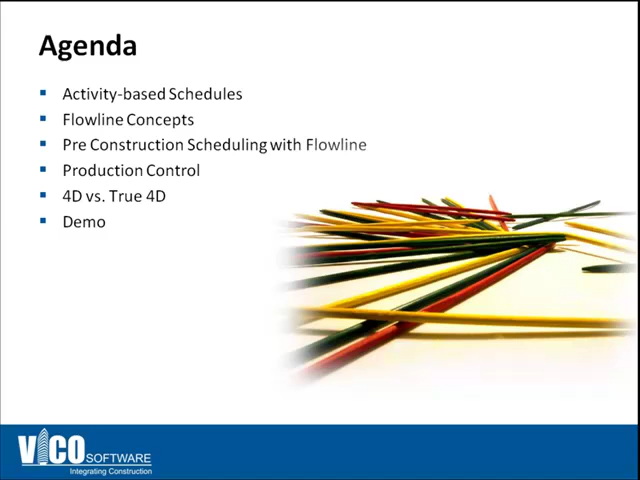 Agenda
Activity-based Schedules
Flowline Concepts
Pre Construction Scheduling with Flowline
Production Control
4D vs. True 4D
Demo
VICO SOFTWARE
Integrating Construction